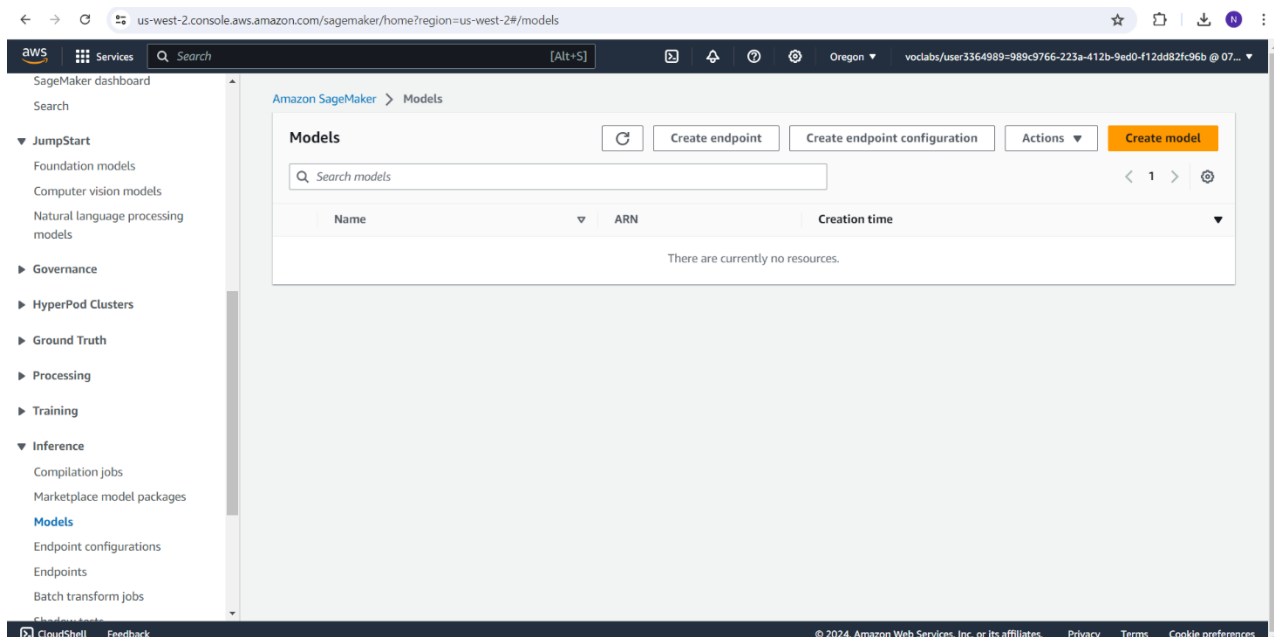 us-west-2.console.aws.amazon.com/sagemaker/home?region=us-west-2#/models
N
aws Services Search [Alt+S] Oregon ▼ voclabs/user3364989=989c9766-223a-412b-9ed0-f12dd82fc96b @ 07... ▼
SageMaker dashboard
Search
▼ JumpStart
Foundation models
Computer vision models
Natural language processing
models
▶ Governance
▶ HyperPod Clusters
▶ Ground Truth
▶ Processing
▶ Training
▼ Inference
Compilation jobs
Marketplace model packages
Models
Endpoint configurations
Endpoints
Batch transform jobs
Shadow tests
Amazon SageMaker > Models
Models Create endpoint Create endpoint configuration Actions ▼ Create model
Search models < 1 >
Name ARN Creation time
There are currently no resources.
CloudShell Feedback © 2024, Amazon Web Services, Inc. or its affiliates. Privacy Terms Cookie preferences